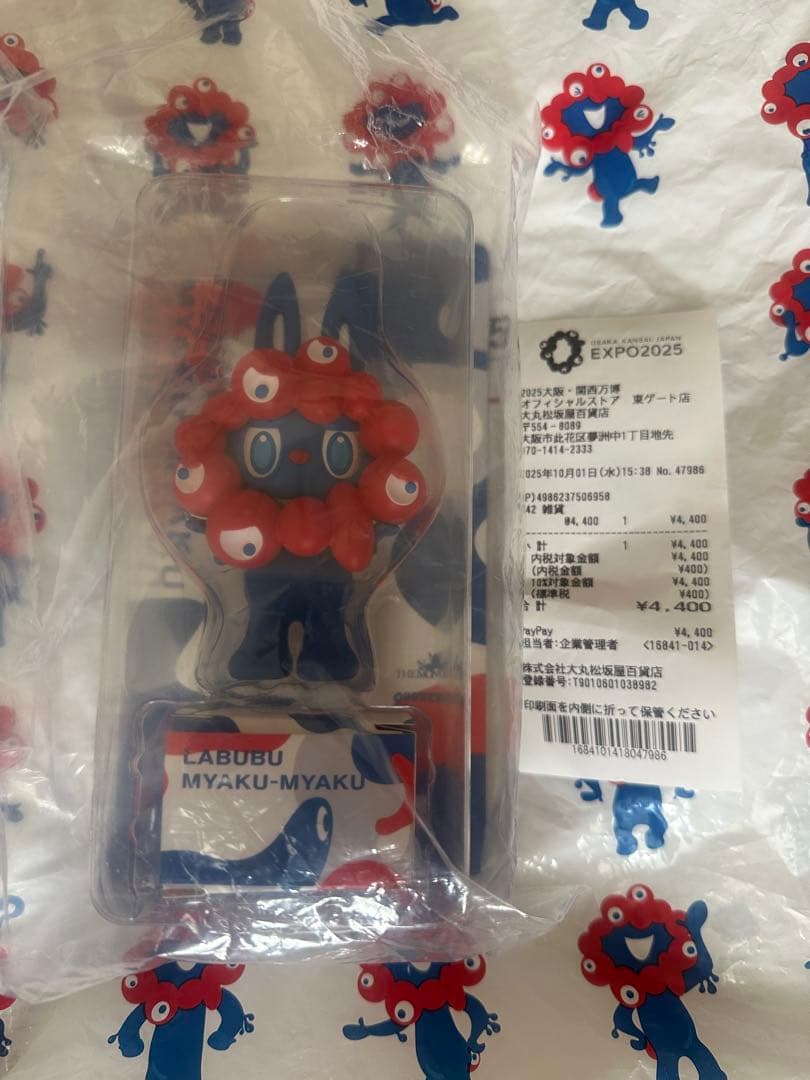 LABUBU
MYAKU-MYAKU
OSAKA, KANSAI, JAPAN
EXPO2025
2025大阪・関西万博
オフィシャルストア 東ゲート店
大丸松坂屋百貨店
〒554-8089
大阪市此花区夢洲中1丁目地先
070-1414-2333
2025年10月01日(水)15:38 No.47986
P)4986237506958
42 雑貨
@4,400 1 ¥4,400
小 計 1 ¥4,400
内税対象金額 ¥4,400
(内税金額 ¥400)
10%対象金額 ¥4,400
(標準税 ¥400)
合 計 ¥4,400
PayPay ¥4,400
担当者:企業管理者 <16841-014>
株式会社大丸松坂屋百貨店
登録番号:T9010601038982
印刷面を内側に折って保管ください
1684101418047986